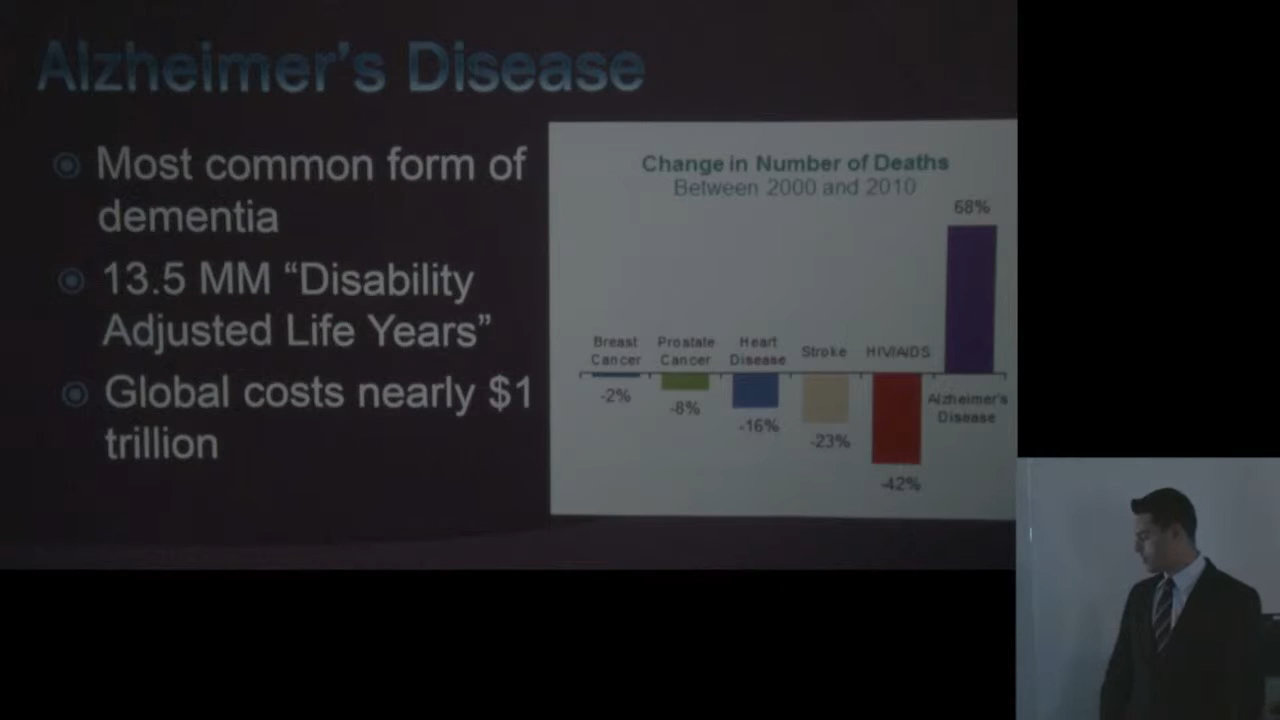 Alzheimer's Disease
Most common form of
dementia
13.5 MM “Disability
Adjusted Life Years”
Global costs nearly $1
trillion
Change in Number of Deaths
Between 2000 and 2010
68%
Breast
Cancer
Prostate
Cancer
Heart
Disease
Stroke
HIV/AIDS
Alzheimer's
Disease
-2%
-8%
-16%
-23%
-42%